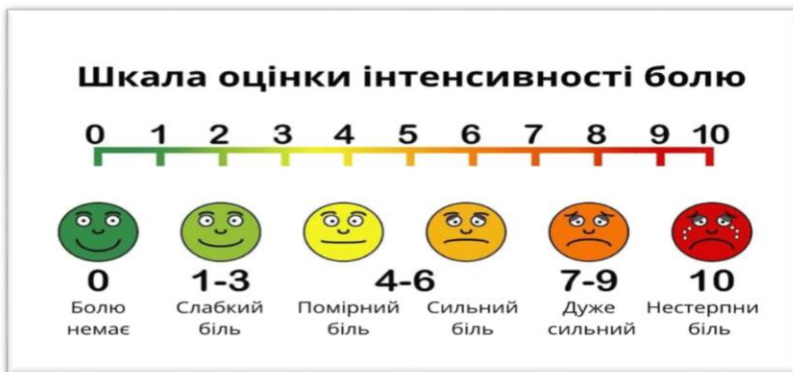 Шкала оцінки інтенсивності болю
0 1 2 3 4 5 6 7 8 9 10
0 1-3 4-6 7-9 10
Болю немає
Слабкий біль
Помірний біль
Сильний біль
Дуже сильний
Нестерпни біль